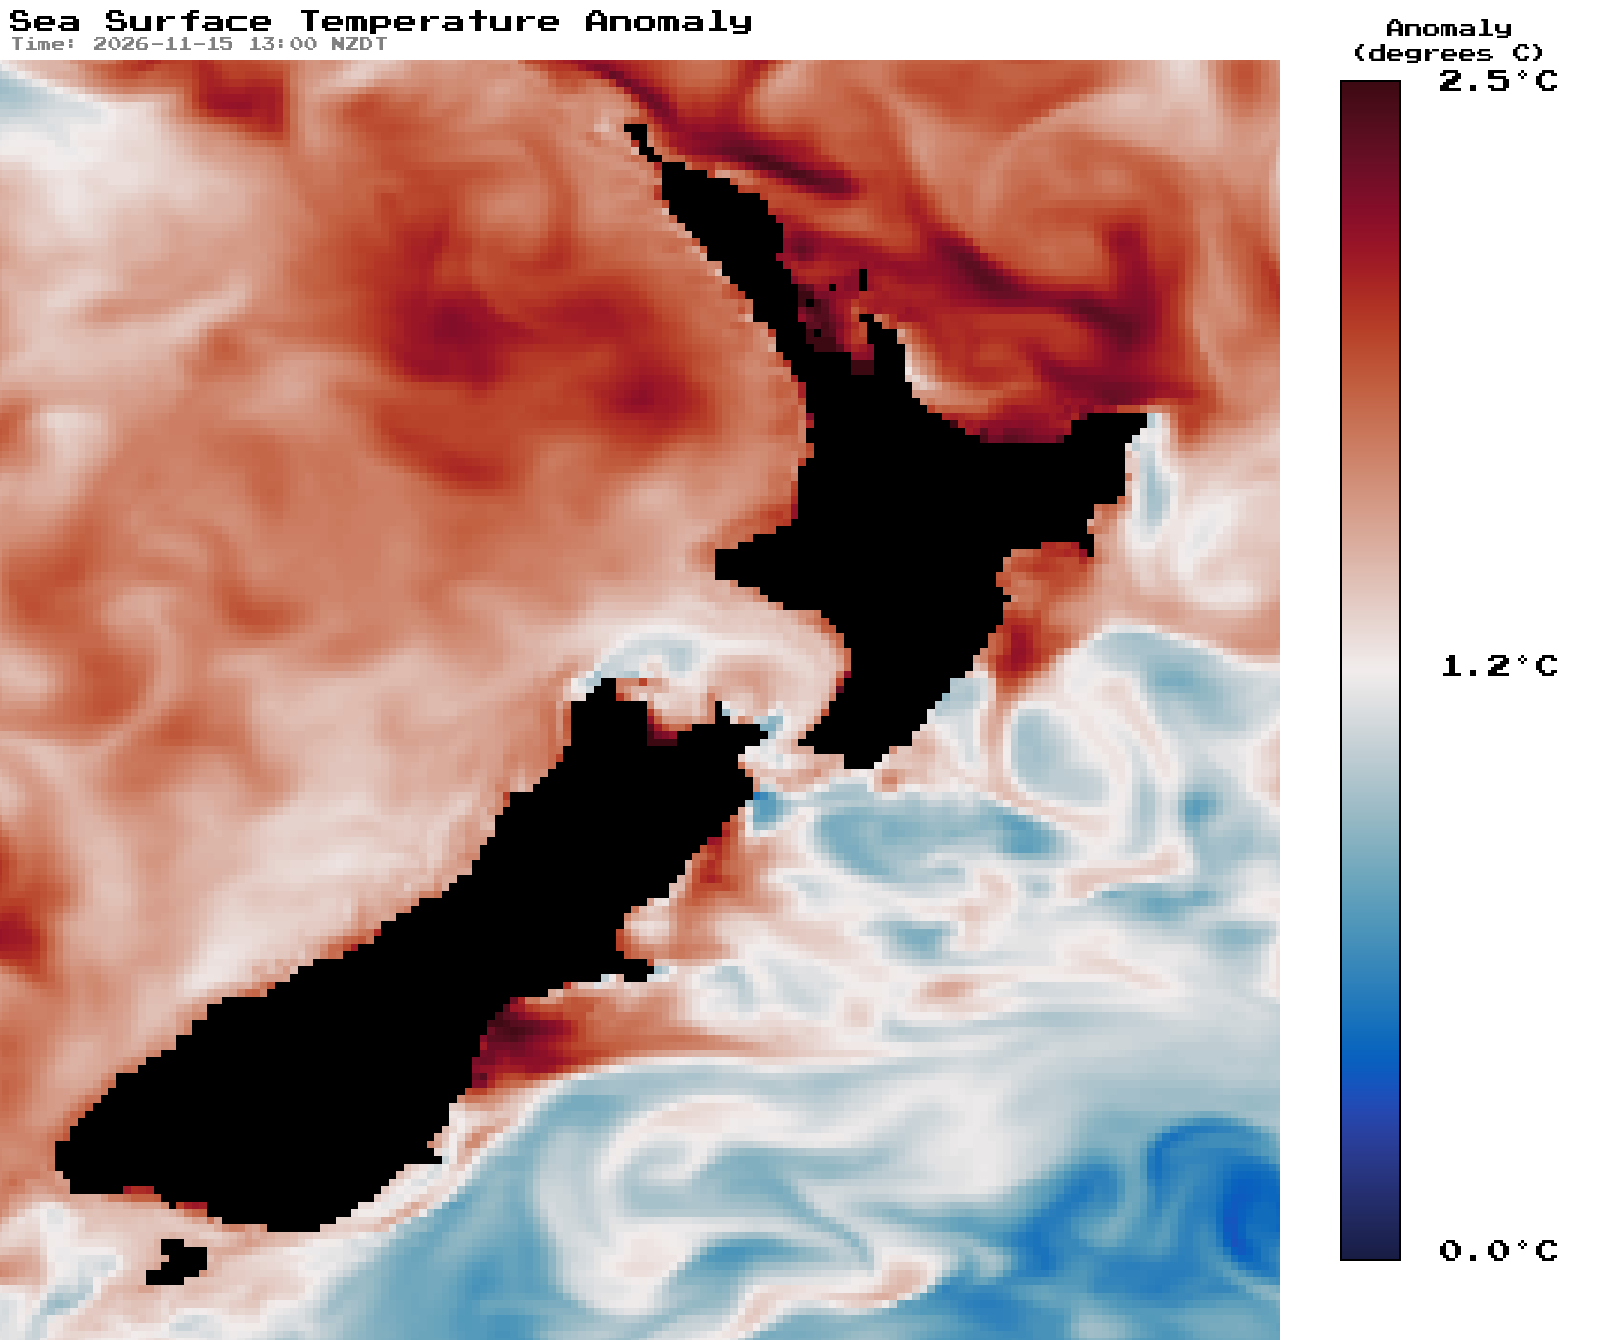 Sea Surface Temperature Anomaly
Time: 2026-11-15 13:00 NZDT
Anomaly
(degrees C)
2.5°C
1.2°C
0.0°C